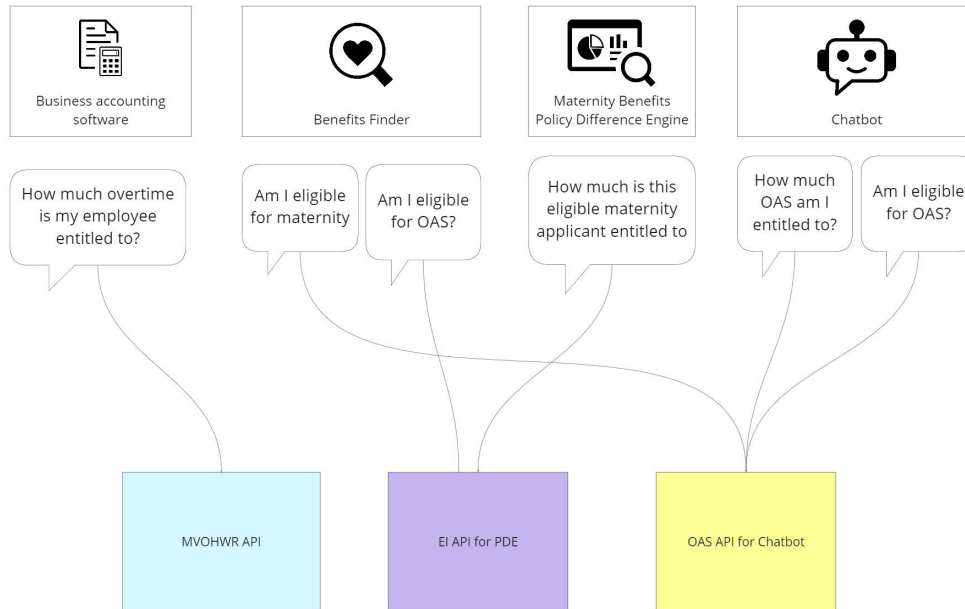 Business accounting
software
Benefits Finder
Maternity Benefits
Policy Difference Engine
Chatbot
How much overtime
is my employee
entitled to?
Am I eligible
for maternity
Am I eligible
for OAS?
How much is this
eligible maternity
applicant entitled to
How much
OAS am I
entitled to?
Am I eligible
for OAS?
MVOHWR API
EI API for PDE
OAS API for Chatbot